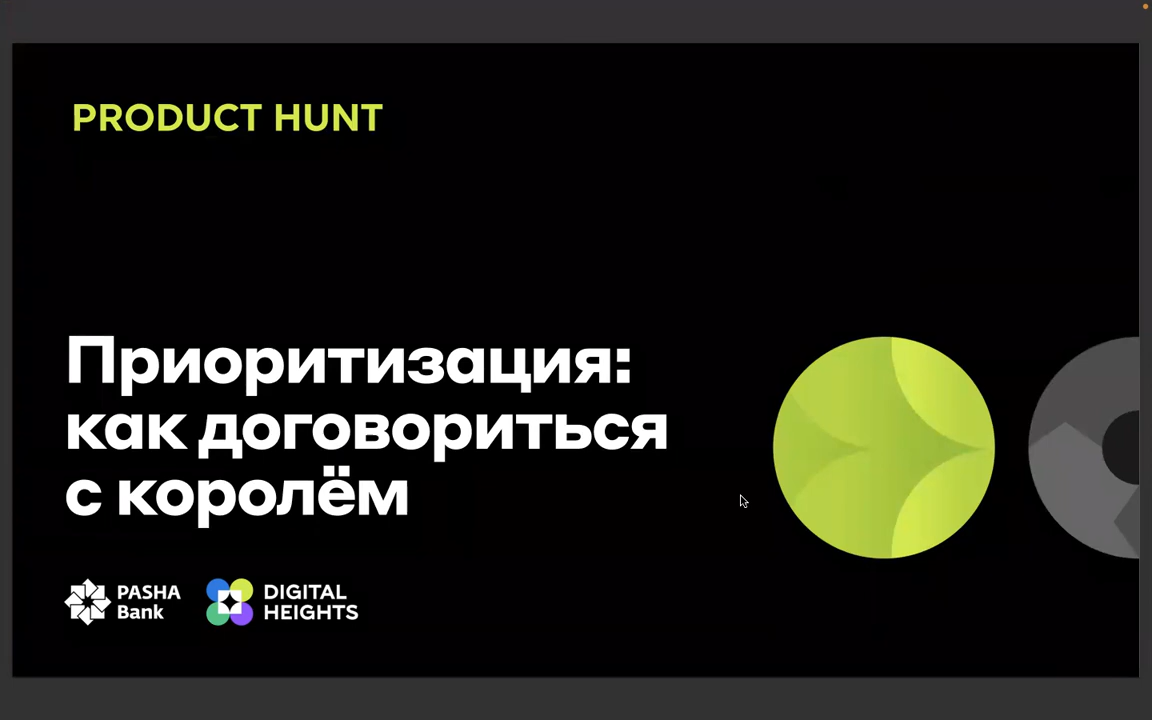 PRODUCT HUNT
Приоритизация:
как договориться
с королём
PASHA
Bank
DIGITAL
HEIGHTS